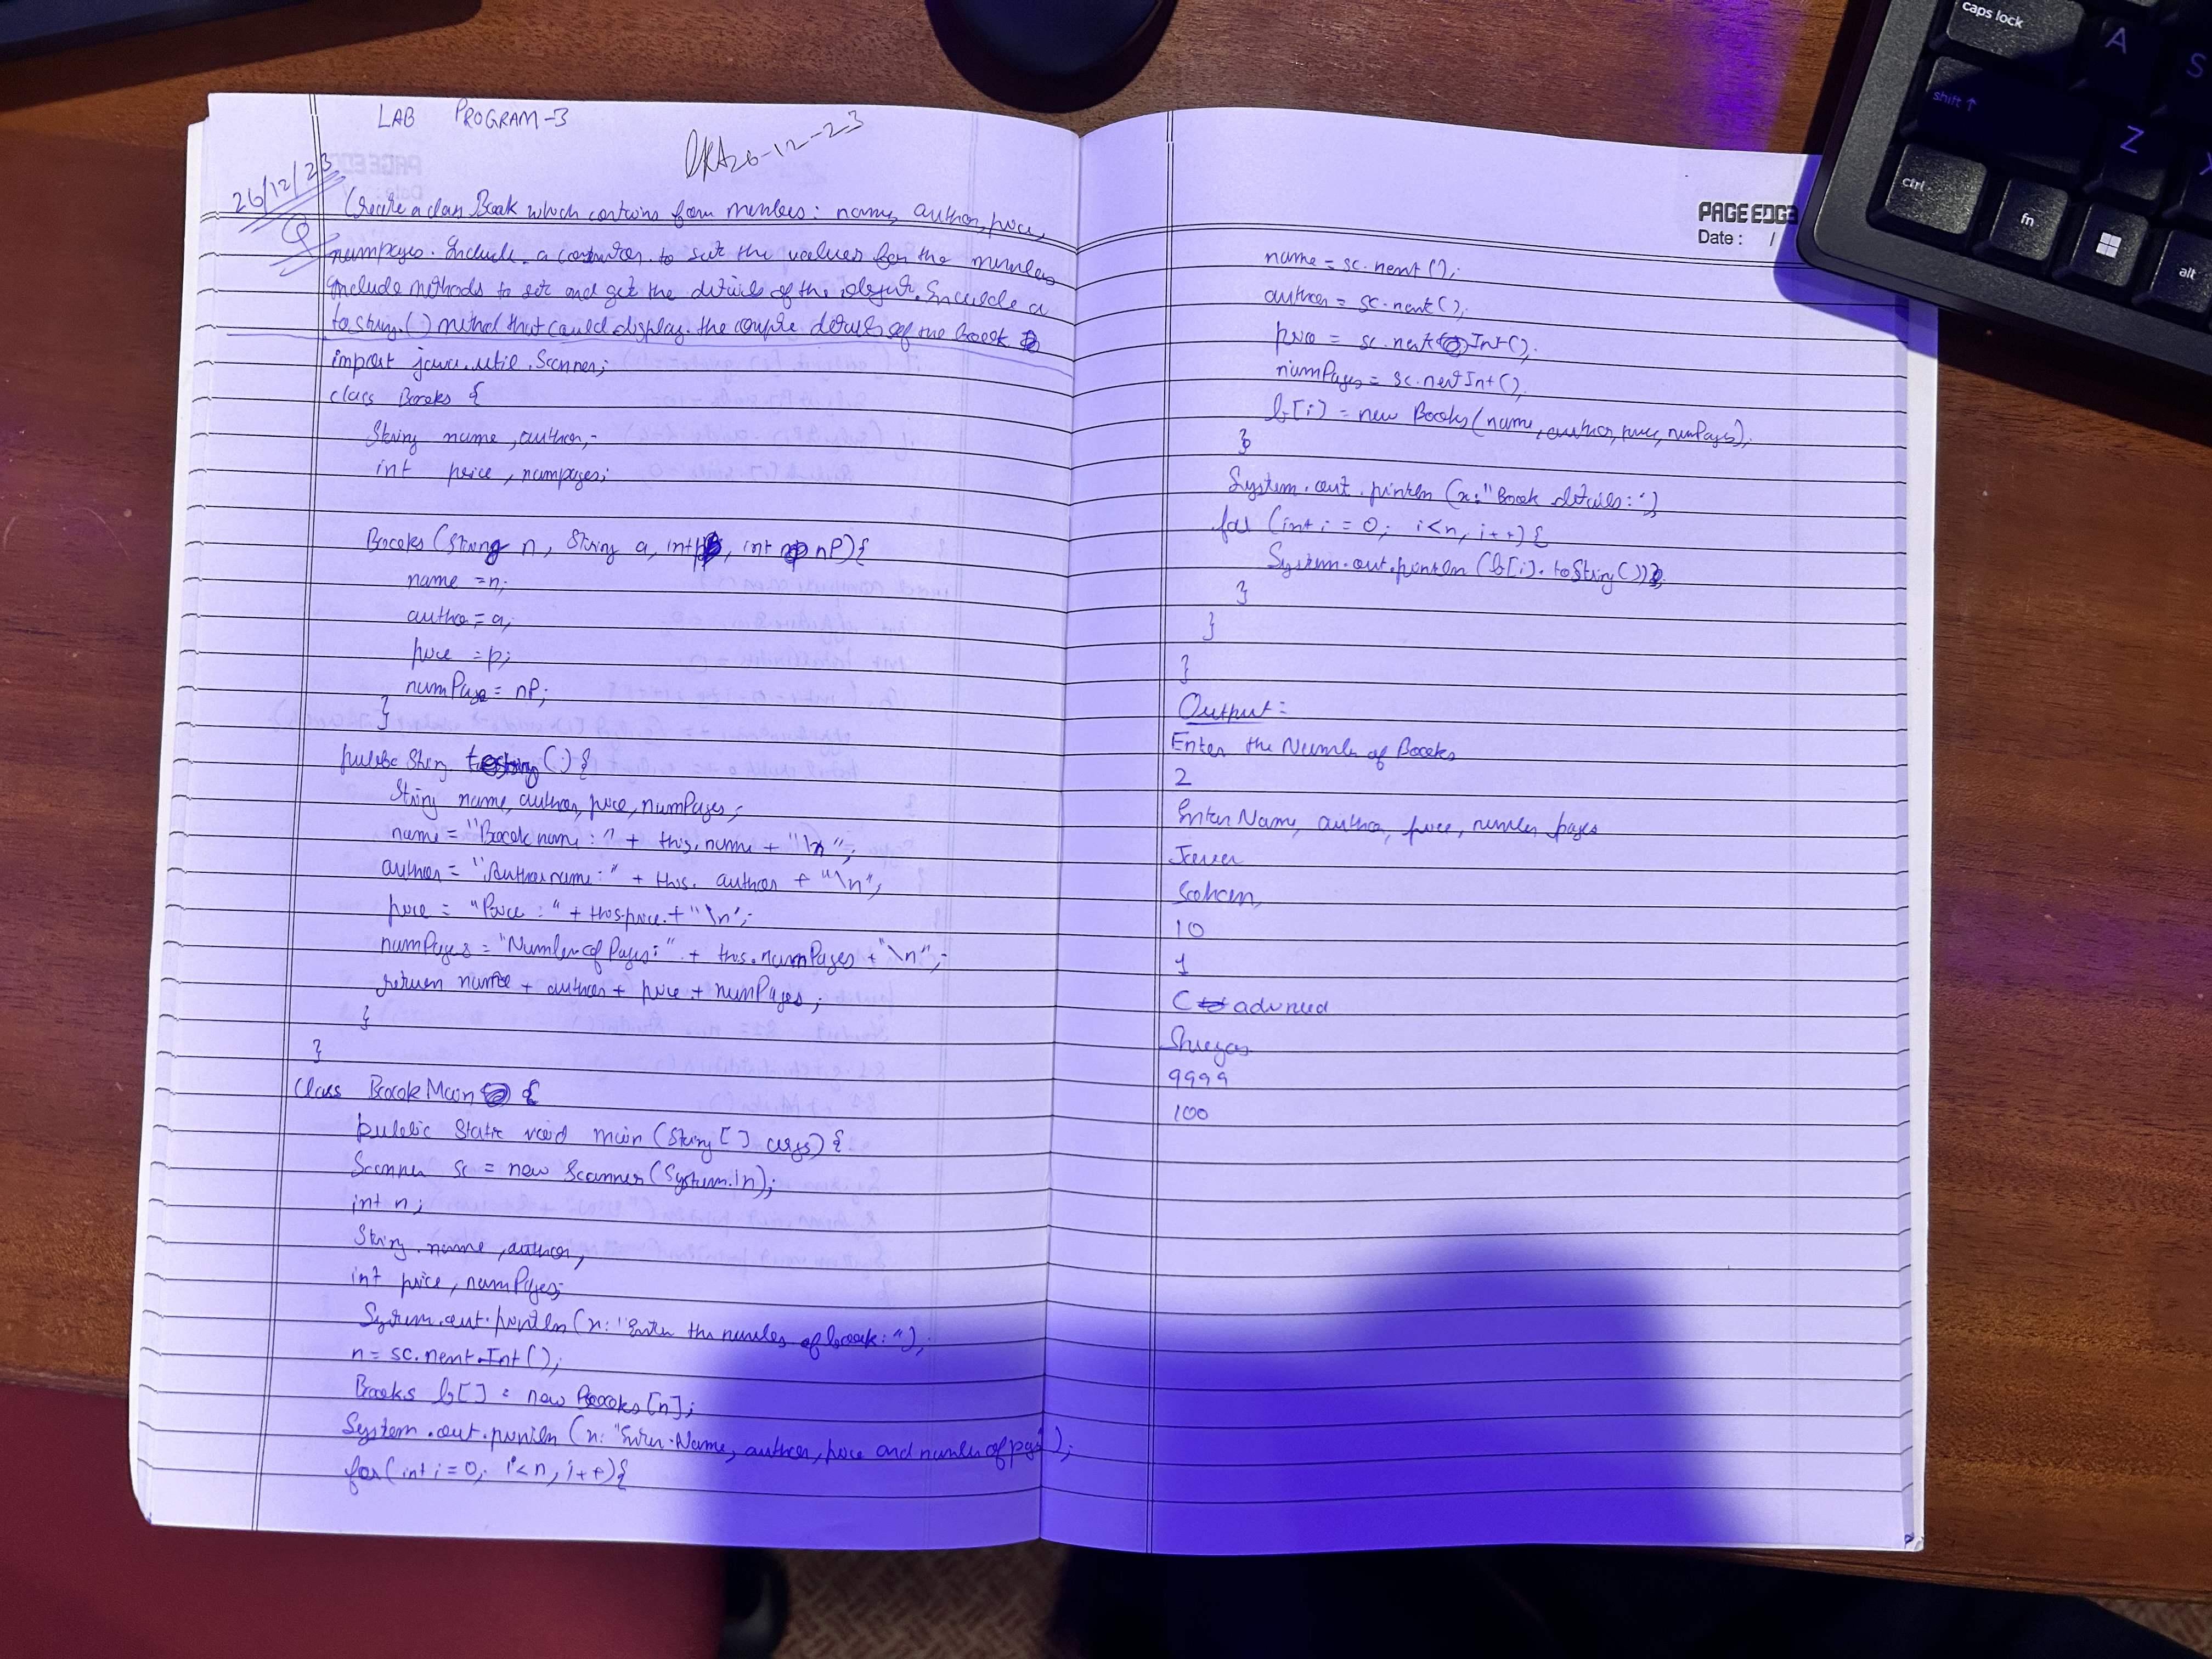 LAB PROGRAM-3
26/12/23
26-12-23
Q Create a class Book which contains four members: name, author, price,
numpages. Include a constructor to set the values for the members
Include methods to set and get the details of the object. Include a
toString() method that could display the complete details of the book
import java.util.Scanner;
class Books {
String name, author;
int price, numpages;
Books (String n, String a, int p, int nP){
name = n;
author = a;
price = p;
numPage = nP;
}
public String toString () {
String name, author, price, numPages;
name = "Book name:" + this.name + "\n";
author = "Author name:" + this.author + "\n";
price = "Price:" + this.price + "\n";
numPages = "Number of Pages:" + this.numPages + "\n";
return name + author + price + numPages;
}
}
class BookMain {
public static void main (String [] args) {
Scanner sc = new Scanner (System.in);
int n;
String name, author;
int price, numPages;
System.out.println (x: "Enter the number of book:");
n = sc.nextInt();
Books b[] = new Books [n];
System.out.println (x: "Enter Name, author, price and number of pages");
for (int i = 0; i < n; i++) {
PAGEEDGE
Date : /
name = sc.next();
author = sc.next();
price = sc.nextInt();
numPages = sc.nextInt();
b[i] = new Books (name, author, price, numPages);
}
System.out.println (x: "Book details:")
for (int i = 0; i < n, i++) {
System.out.println (b[i].toString());
}
}
}
Output:
Enter the Number of Books
2
Enter Name, author, price, number pages
Java
10
1
C
Shreyas
9999
100
ctrl
shift ↑
caps lock
fn
alt
A
Z
S
X